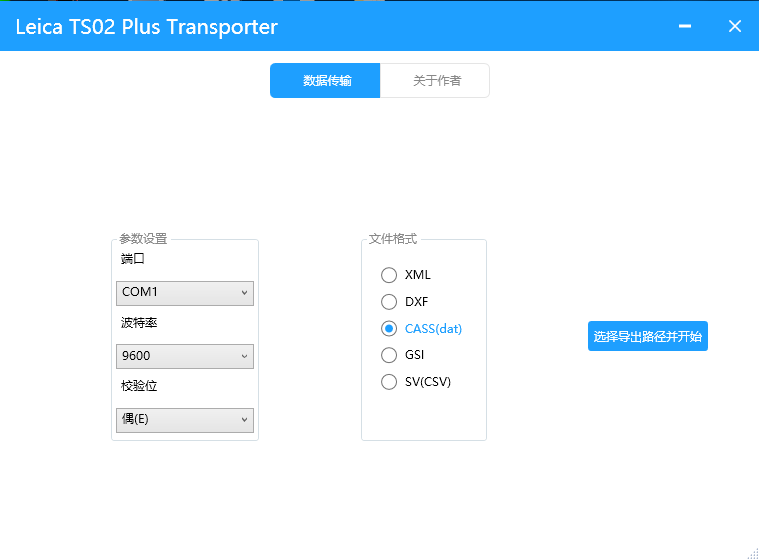 Leica TS02 Plus Transporter
数据传输
关于作者
参数设置
端口
COM1
波特率
9600
校验位
偶(E)
文件格式
XML
DXF
CASS(dat)
GSI
SV(CSV)
选择导出路径并开始